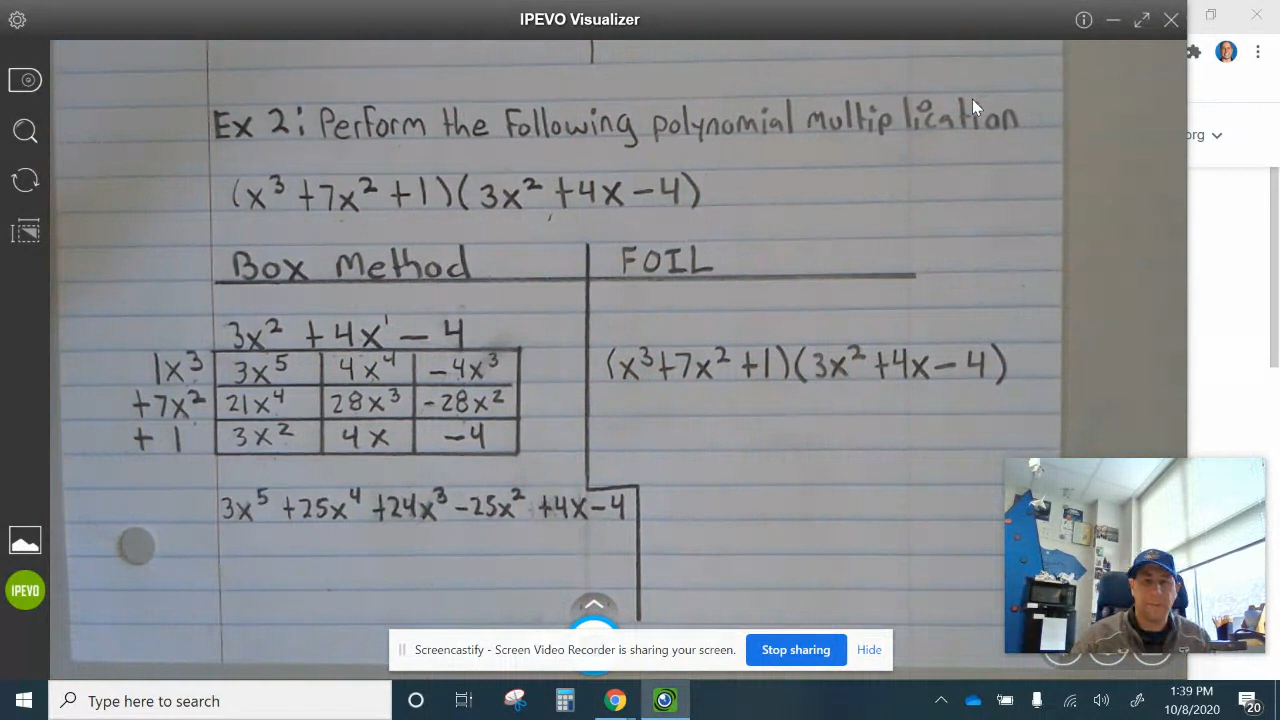 IPEVO Visualizer
org
Ex 2: Perform the Following polynomial multiplication
(x³ +7x² +1)(3x² +4x -4)
Box Method
FOIL
3x² +4x¹ - 4
1x³ 3x⁵ 4x⁴ -4x³
+7x² 21x⁴ 28x³ -28x²
+ 1 3x² 4x -4
(x³+7x² +1)(3x² +4x - 4)
3x⁵ +25x⁴ +24x³ -25x² +4x-4
IPEVO
Screencastify - Screen Video Recorder is sharing your screen.
Stop sharing
Hide
Type here to search
1:39 PM
10/8/2020
20